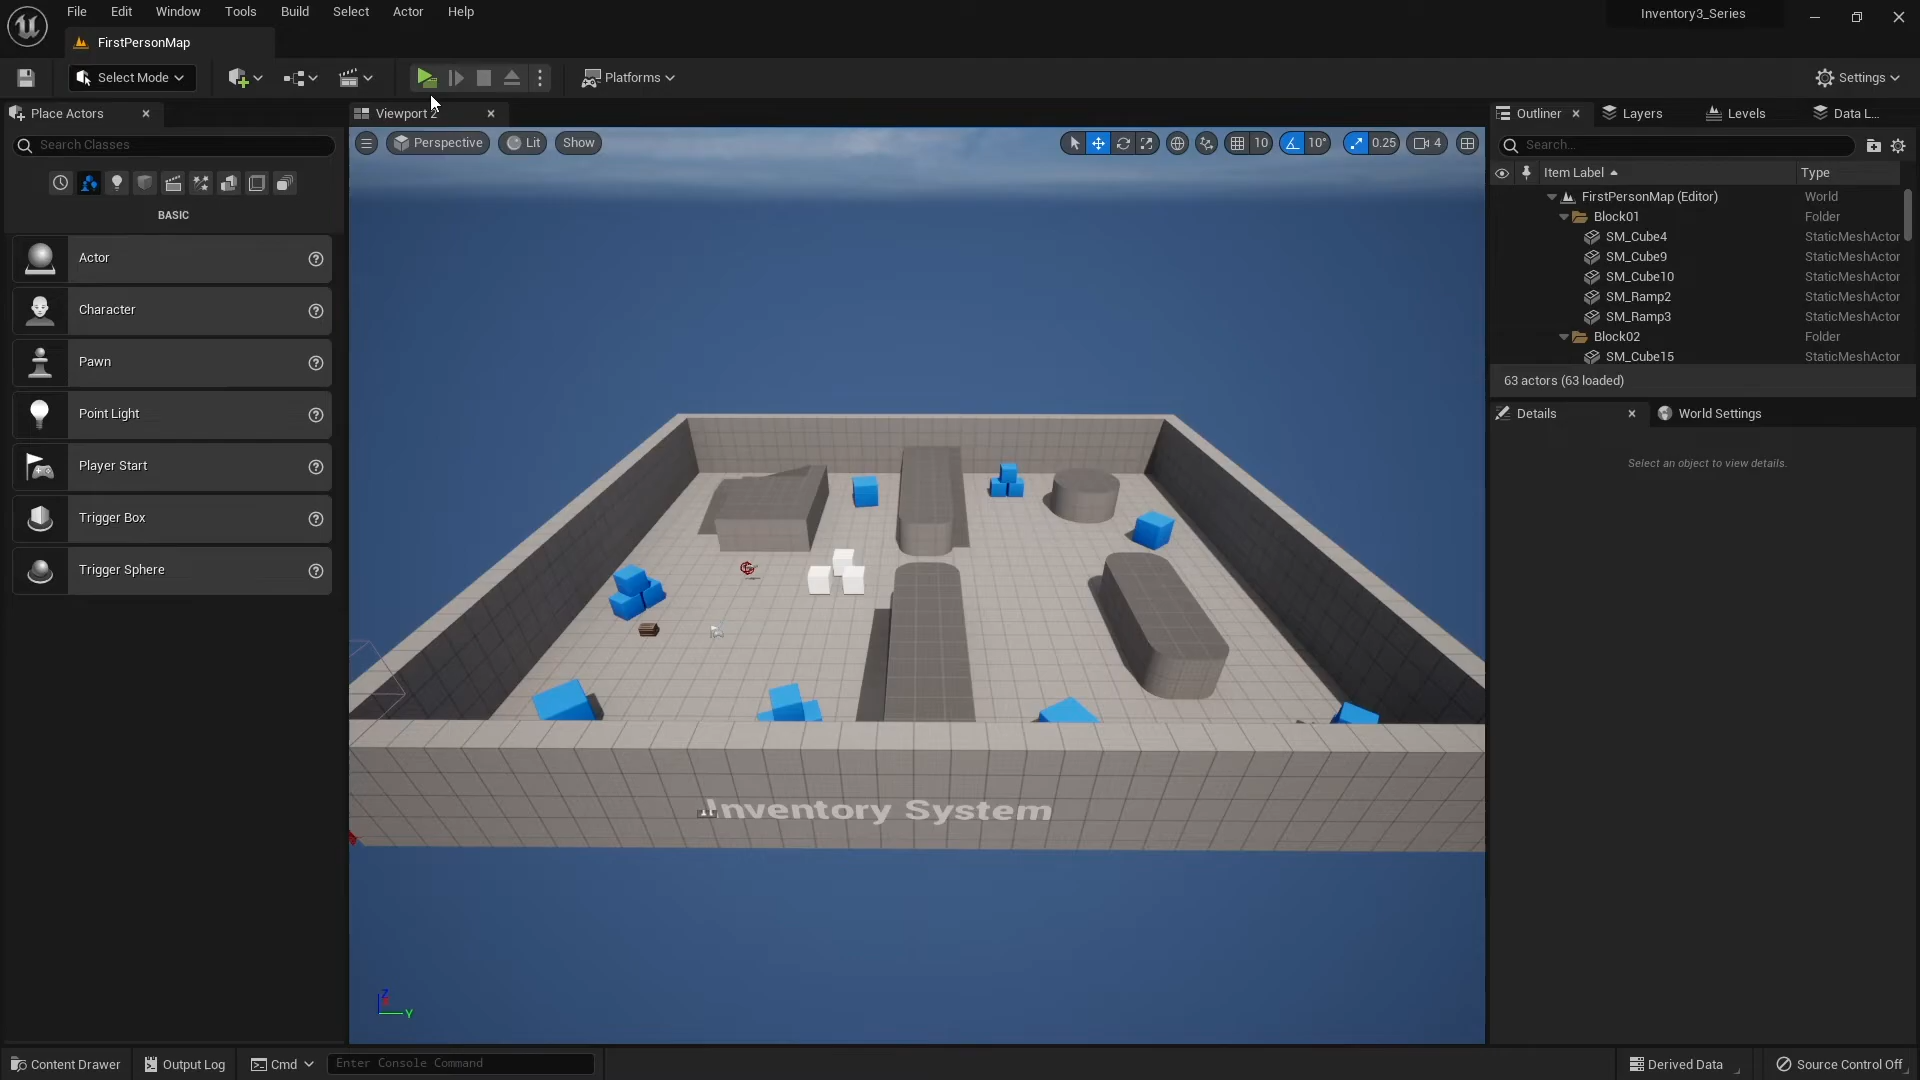 File Edit Window Tools Build Select Actor Help
Inventory3_Series
FirstPersonMap
Select Mode
Platforms
Settings
Place Actors
Viewport 2
Outliner
Layers
Levels
Data L...
Search Classes
Perspective
Lit
Show
10
10°
0.25
4
Search...
Item Label
Type
BASIC
Actor
Character
Pawn
Point Light
Player Start
Trigger Box
Trigger Sphere
FirstPersonMap (Editor) World
Block01 Folder
SM_Cube4 StaticMeshActor
SM_Cube9 StaticMeshActor
SM_Cube10 StaticMeshActor
SM_Ramp2 StaticMeshActor
SM_Ramp3 StaticMeshActor
Block02 Folder
SM_Cube15 StaticMeshActor
63 actors (63 loaded)
Details
World Settings
Select an object to view details.
Inventory System
Z
Y
Content Drawer
Output Log
Cmd
Enter Console Command
Derived Data
Source Control Off